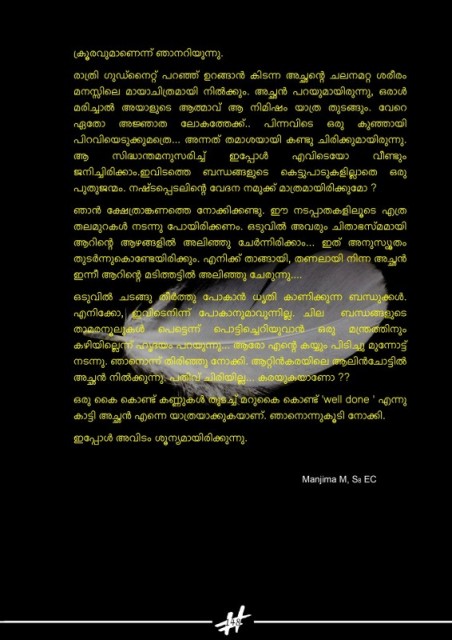 ക്രൂരവുമാണെന്ന് ഞാനറിയുന്നു.
രാത്രി ഗുഡ്നൈറ്റ് പറഞ്ഞ് ഉറങ്ങാൻ കിടന്ന അച്ഛന്റെ ചലനമറ്റ ശരീരം
മനസ്സിലെ മായാചിത്രമായി നിൽക്കും. അച്ഛൻ പറയുമായിരുന്നു, ഒരാൾ
മരിച്ചാൽ അയാളുടെ ആത്മാവ് ആ നിമിഷം യാത്ര തുടങ്ങും. വേറെ
ഏതോ അജ്ഞാത ലോകത്തേക്ക്.. പിന്നവിടെ ഒരു കുഞ്ഞായി
പിറവിയെടുക്കുമത്രെ... അന്നത് തമാശയായി കണ്ടു ചിരിക്കുമായിരുന്നു.
ആ സിദ്ധാന്തമനുസരിച്ച് ഇപ്പോൾ എവിടെയോ വീണ്ടും
ജനിച്ചിരിക്കാം.ഇവിടത്തെ ബന്ധങ്ങളുടെ കെട്ടുപാടുകളില്ലാതെ ഒരു
പുതുജന്മം. നഷ്ടപ്പെടലിന്റെ വേദന നമുക്ക് മാത്രമായിരിക്കുമോ ?
ഞാൻ ക്ഷേത്രാങ്കണത്തെ നോക്കിക്കണ്ടു. ഈ നടപ്പാതകളിലൂടെ എത്ര
തലമുറകൾ നടന്നു പോയിരിക്കണം. ഒടുവിൽ അവരും ചിതാഭസ്മമായി
ആറിന്റെ ആഴങ്ങളിൽ അലിഞ്ഞു ചേർന്നിരിക്കാം... ഇത് അനുസ്യൂതം
തുടർന്നുകൊണ്ടേയിരിക്കും. എനിക്ക് താങ്ങായി, തണലായി നിന്ന അച്ഛൻ
ഇന്നീ ആറിന്റെ മടിത്തട്ടിൽ അലിഞ്ഞു ചേരുന്നു....
ഒടുവിൽ ചടങ്ങു തീർത്തു പോകാൻ ധൃതി കാണിക്കുന്ന ബന്ധുക്കൾ.
എനിക്കോ, ഇവിടെനിന്ന് പോകാനുമാവുന്നില്ല. ചില ബന്ധങ്ങളുടെ
താമരനൂലുകൾ പെട്ടെന്ന് പൊട്ടിച്ചെറിയുവാൻ ഒരു മന്ത്രത്തിനും
കഴിയില്ലെന്ന് ഹൃദയം പറയുന്നു... ആരോ എന്റെ കയ്യും പിടിച്ചു മുന്നോട്ട്
നടന്നു. ഞാനൊന്ന് തിരിഞ്ഞു നോക്കി. ആറ്റിൻകരയിലെ ആലിൻചോട്ടിൽ
അച്ഛൻ നിൽക്കുന്നു. പതിവ് ചിരിയില്ല... കരയുകയാണോ ??
ഒരു കൈ കൊണ്ട് കണ്ണുകൾ തുടച്ച് മറുകൈ കൊണ്ട് 'well done ' എന്നു
കാട്ടി അച്ഛൻ എന്നെ യാത്രയാക്കുകയാണ്. ഞാനൊന്നുകൂടി നോക്കി.
ഇപ്പോൾ അവിടം ശൂന്യമായിരിക്കുന്നു.
Manjima M, S8 EC